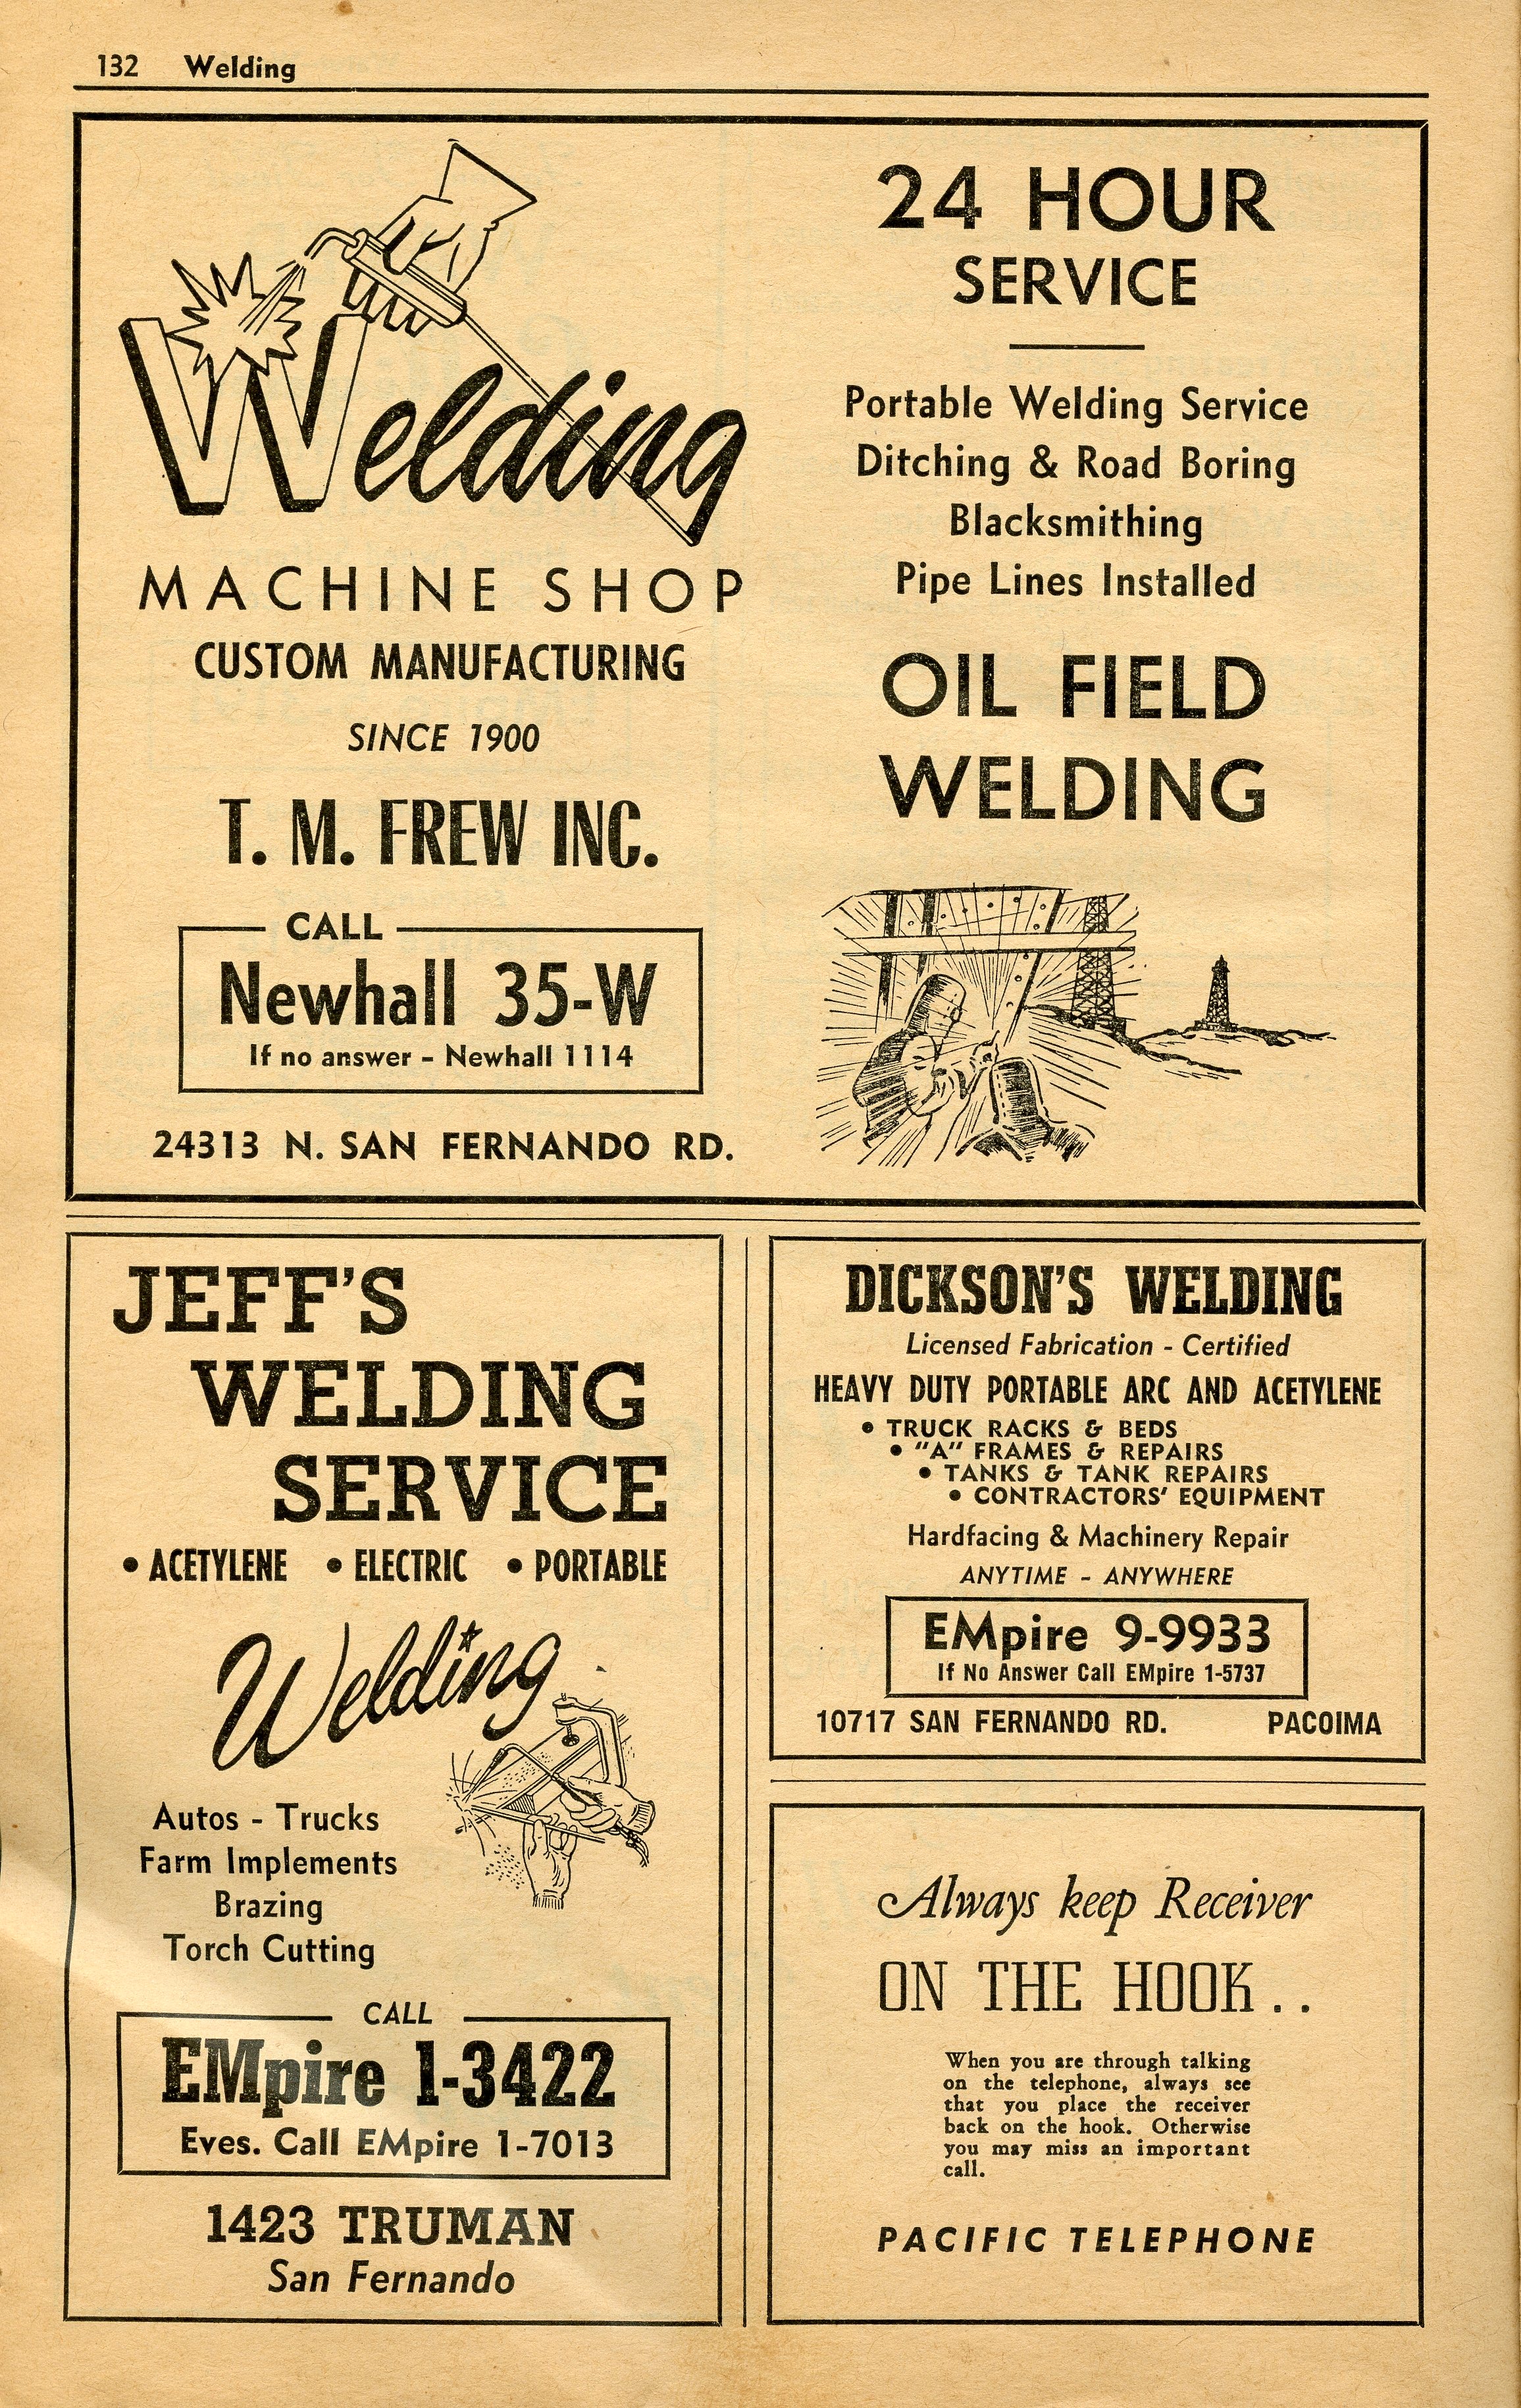 132 Welding
Welding
MACHINE SHOP
CUSTOM MANUFACTURING
SINCE 1900
T. M. FREW INC.
CALL
Newhall 35-W
If no answer - Newhall 1114
24313 N. SAN FERNANDO RD.
24 HOUR
SERVICE
Portable Welding Service
Ditching & Road Boring
Blacksmithing
Pipe Lines Installed
OIL FIELD
WELDING
JEFF'S
WELDING
SERVICE
• ACETYLENE • ELECTRIC • PORTABLE
Welding
Autos - Trucks
Farm Implements
Brazing
Torch Cutting
CALL
EMpire 1-3422
Eves. Call EMpire 1-7013
1423 TRUMAN
San Fernando
DICKSON'S WELDING
Licensed Fabrication - Certified
HEAVY DUTY PORTABLE ARC AND ACETYLENE
• TRUCK RACKS & BEDS
• "A" FRAMES & REPAIRS
• TANKS & TANK REPAIRS
• CONTRACTORS' EQUIPMENT
Hardfacing & Machinery Repair
ANYTIME - ANYWHERE
EMpire 9-9933
If No Answer Call EMpire 1-5737
10717 SAN FERNANDO RD. PACOIMA
Always keep Receiver
ON THE HOOK . .
When you are through talking
on the telephone, always see
that you place the receiver
back on the hook. Otherwise
you may miss an important
call.
PACIFIC TELEPHONE